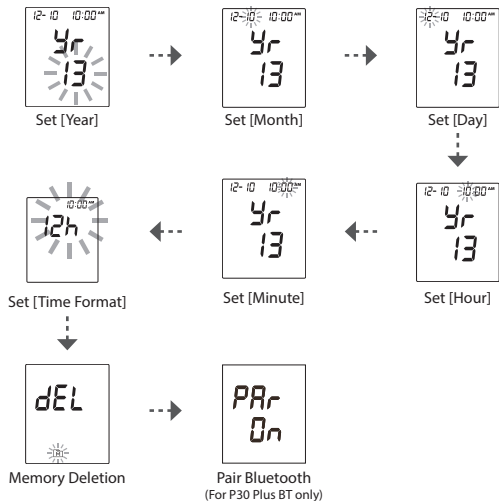 12-10 10:00 AM
Yr
13
Set [Year]
12-10 10:00 AM
Yr
13
Set [Month]
12-10 10:00 AM
Yr
13
Set [Day]
12-10 10:00 AM
Yr
13
Set [Hour]
12-10 10:00 AM
Yr
13
Set [Minute]
10:00 AM
12h
Set [Time Format]
dEL
Memory Deletion
PAr
On
Pair Bluetooth
(For P30 Plus BT only)